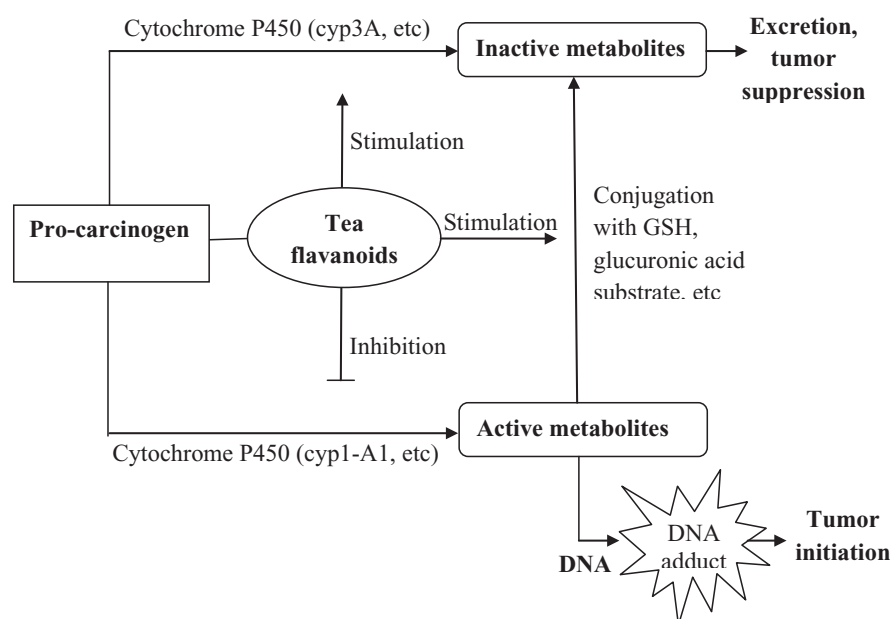 Cytochrome P450 (cyp3A, etc)
Inactive metabolites
Excretion,
tumor
suppression
Stimulation
Pro-carcinogen
Tea
flavanoids
Stimulation
Conjugation
with GSH,
glucuronic acid
substrate, etc
Inhibition
Active metabolites
Cytochrome P450 (cyp1-A1, etc)
DNA
DNA
adduct
Tumor
initiation